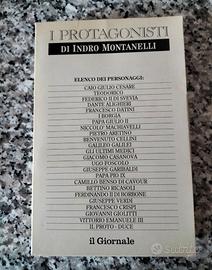 I PROTAGONISTI
DI INDRO MONTANELLI
ELENCO DEI PERSONAGGI:
CAIO GIULIO CESARE
TEODORICO
FEDERICO II DI SVEVIA
DANTE ALIGHIERI
FRANCESCO DATINI
I BORGIA
PAPA GIULIO II
NICCOLO' MACHIAVELLI
PIETRO ARETINO
BENVENUTO CELLINI
GALILEO GALILEI
GLI ULTIMI MEDICI
GIACOMO CASANOVA
UGO FOSCOLO
GIUSEPPE GARIBALDI
PAPA PIO IX
CAMILLO BENSO DI CAVOUR
BETTINO RICASOLI
FERDINANDO II DI BORBONE
GIUSEPPE VERDI
FRANCESCO CRISPI
GIOVANNI GIOLITTI
VITTORIO EMANUELE III
IL PROTO - DUCE
il Giornale